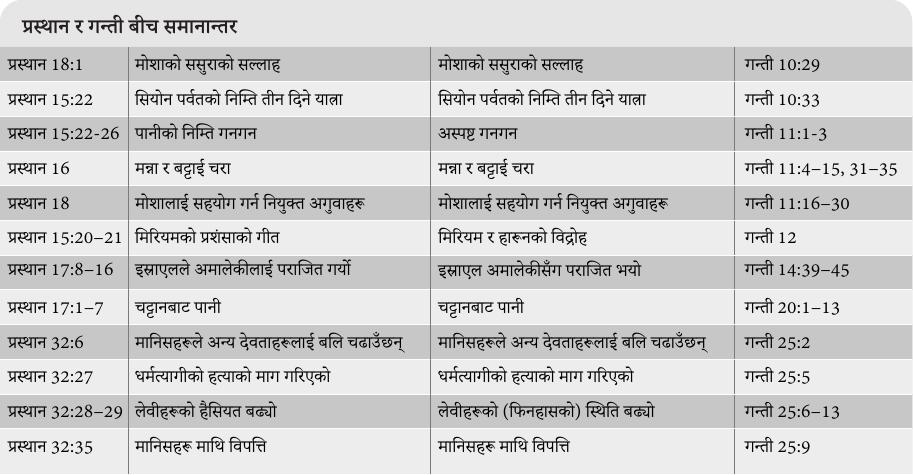 प्रस्थान र गन्ती बीच समानान्तर
प्रस्थान 18:1 मोशाको ससुराको सल्लाह मोशाको ससुराको सल्लाह गन्ती 10:29
प्रस्थान 15:22 सियोन पर्वतको निम्ति तीन दिने यात्रा सियोन पर्वतको निम्ति तीन दिने यात्रा गन्ती 10:33
प्रस्थान 15:22-26 पानीको निम्ति गनगन अस्पष्ट गनगन गन्ती 11:1-3
प्रस्थान 16 मन्ना र बट्टाई चरा मन्ना र बट्टाई चरा गन्ती 11:4–15, 31–35
प्रस्थान 18 मोशालाई सहयोग गर्न नियुक्त अगुवाहरू मोशालाई सहयोग गर्न नियुक्त अगुवाहरू गन्ती 11:16–30
प्रस्थान 15:20–21 मिरियमको प्रशंसाको गीत मिरियम र हारूनको विद्रोह गन्ती 12
प्रस्थान 17:8–16 इस्राएलले अमालेकीलाई पराजित गर्यो इस्राएल अमालेकीसँग पराजित भयो गन्ती 14:39–45
प्रस्थान 17:1–7 चट्टानबाट पानी चट्टानबाट पानी गन्ती 20:1–13
प्रस्थान 32:6 मानिसहरूले अन्य देवताहरूलाई बलि चढाउँछन् मानिसहरूले अन्य देवताहरूलाई बलि चढाउँछन् गन्ती 25:2
प्रस्थान 32:27 धर्मत्यागीको हत्याको माग गरिएको धर्मत्यागीको हत्याको माग गरिएको गन्ती 25:5
प्रस्थान 32:28–29 लेवीहरूको हैसियत बढ्यो लेवीहरूको (फिनहासको) स्थिति बढ्यो गन्ती 25:6–13
प्रस्थान 32:35 मानिसहरू माथि विपत्ति मानिसहरू माथि विपत्ति गन्ती 25:9